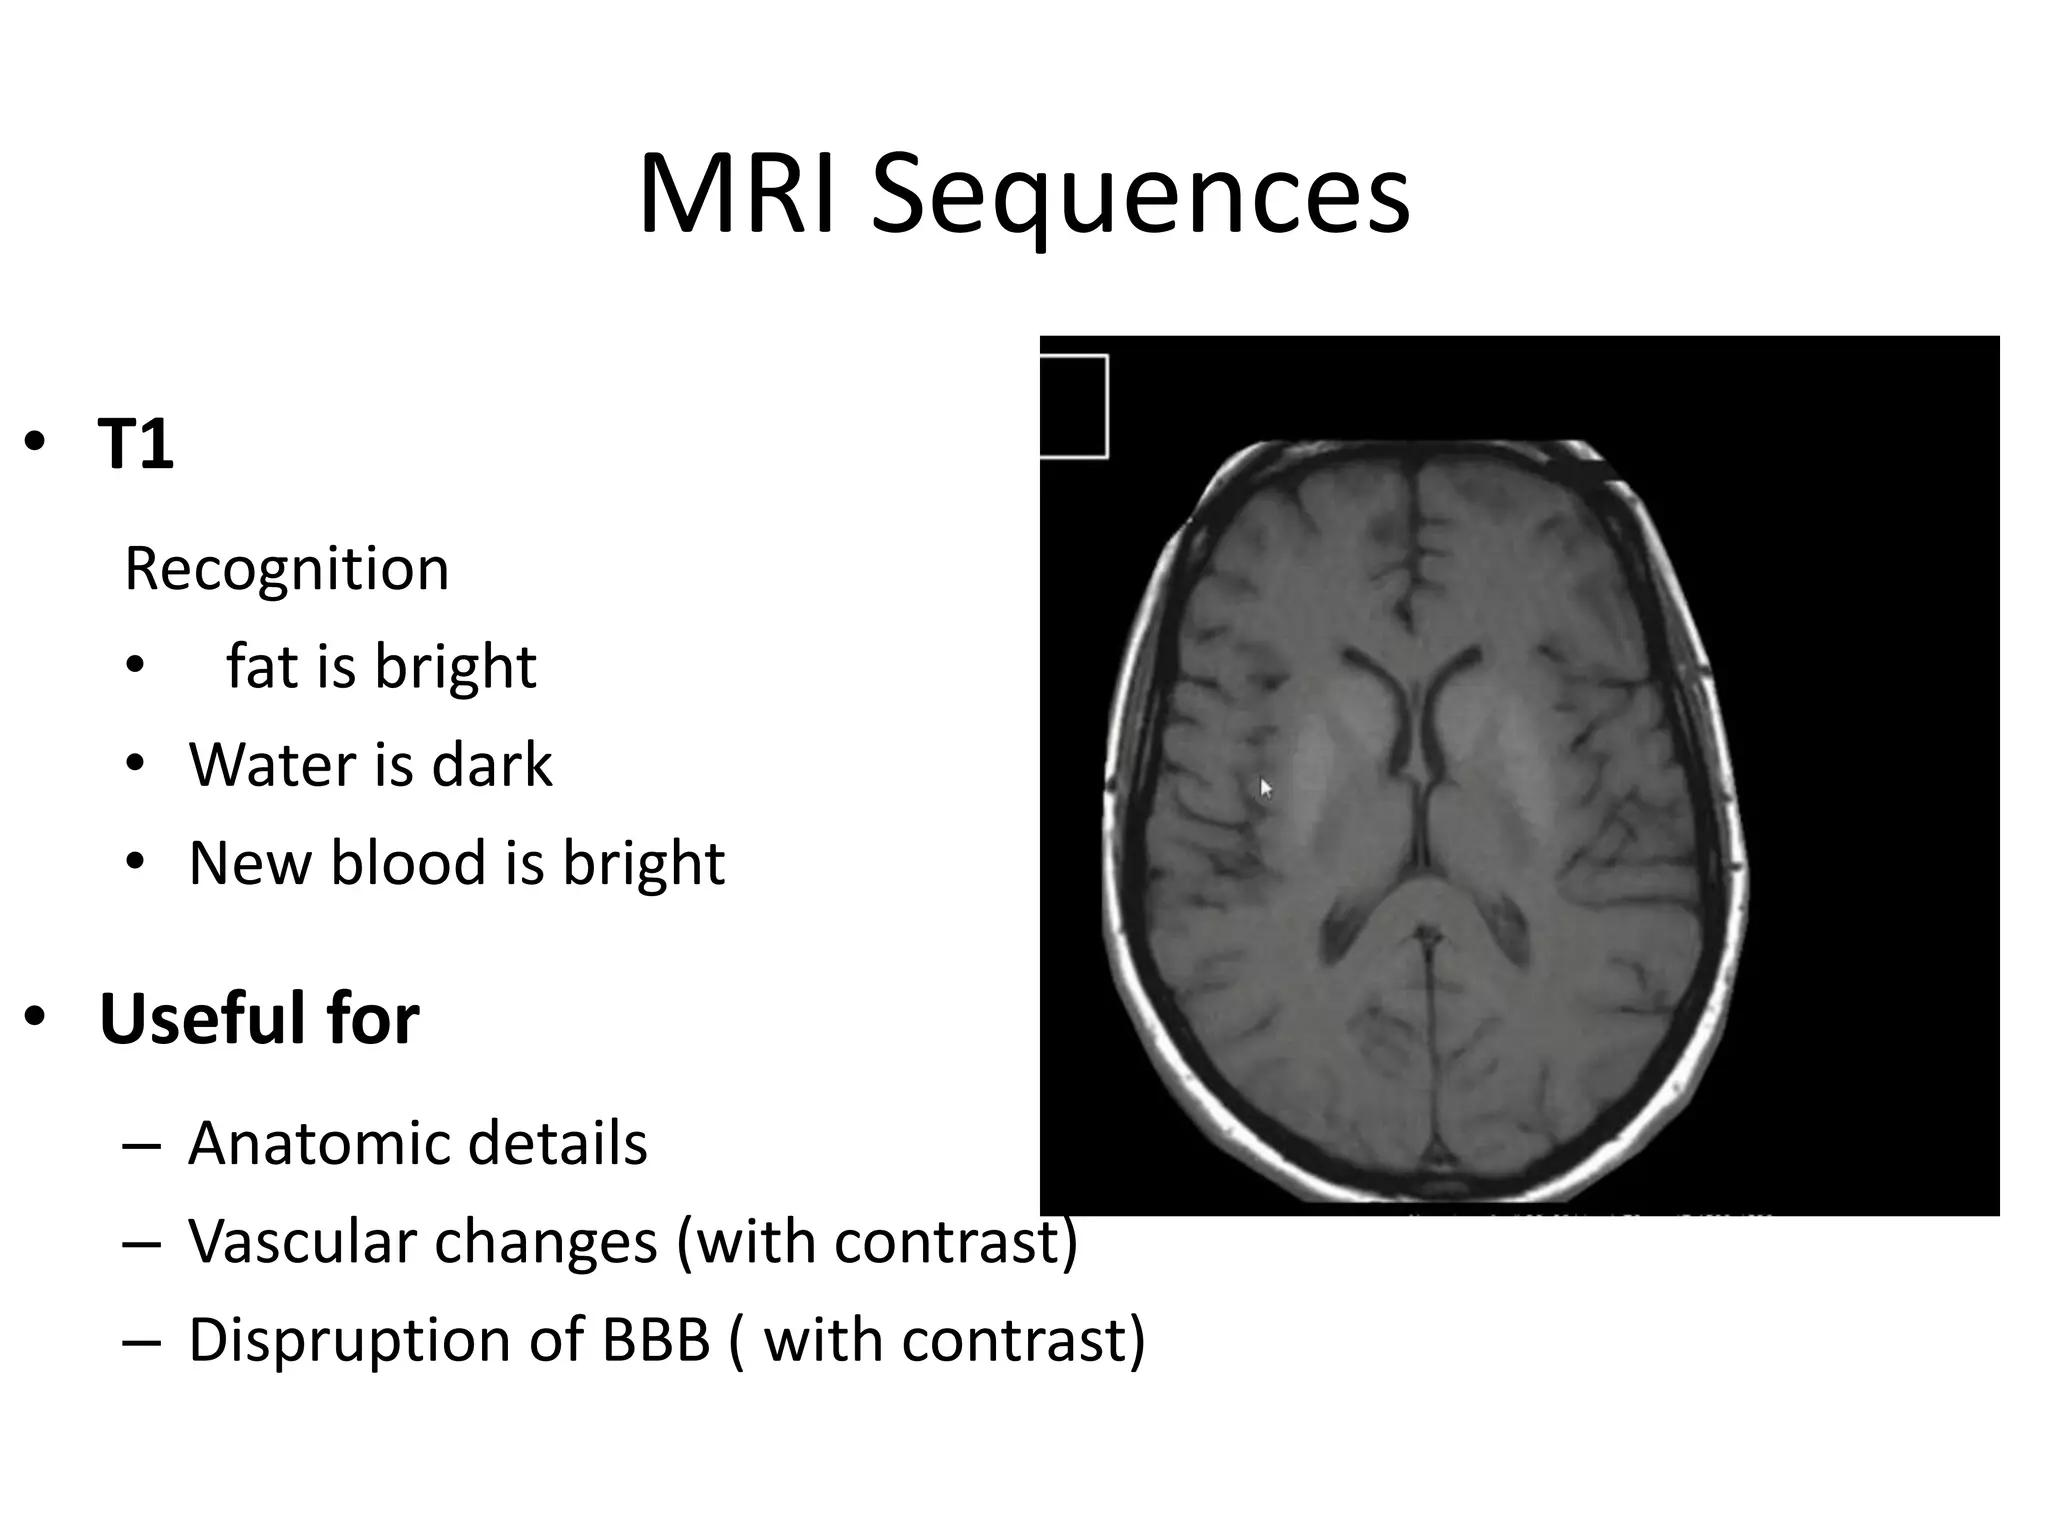 MRI Sequences
• T1
Recognition
• fat is bright
• Water is dark
• New blood is bright
• Useful for
– Anatomic details
– Vascular changes (with contrast)
– Dispruption of BBB ( with contrast)